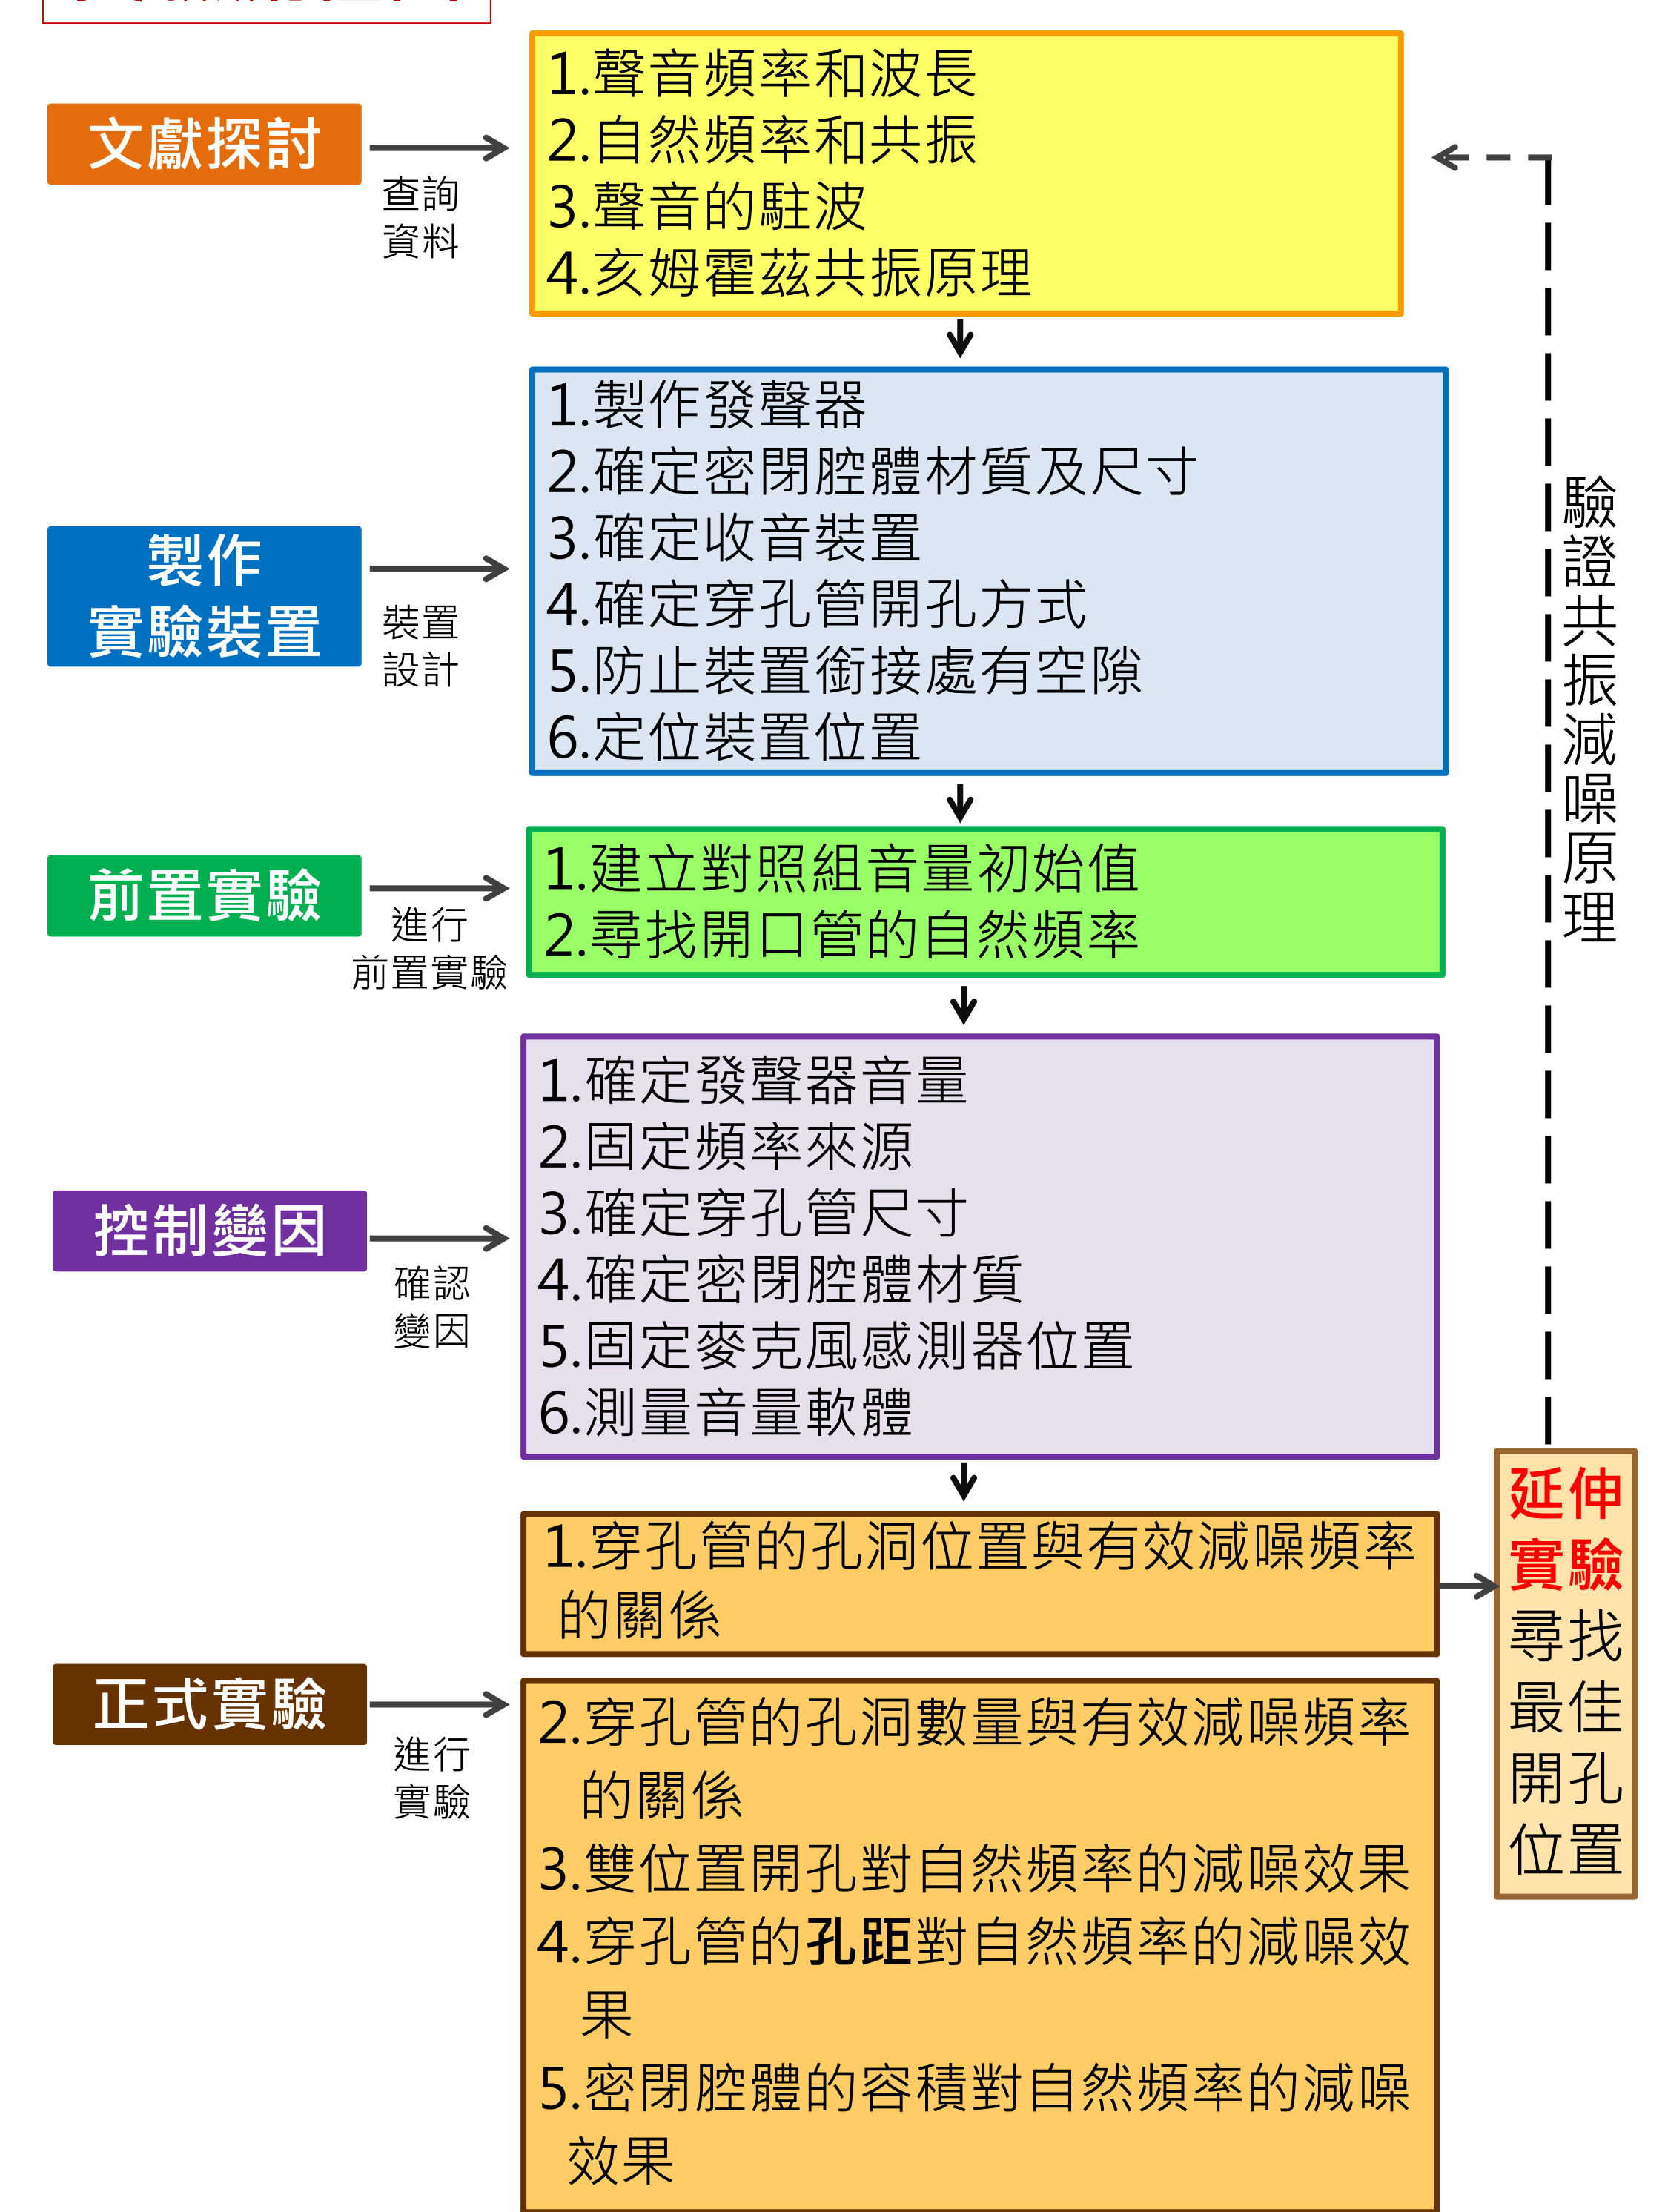 文獻探討
查詢
資料
1.聲音頻率和波長
2.自然頻率和共振
3.聲音的駐波
4.亥姆霍茲共振原理
製作
實驗裝置
裝置
設計
1.製作發聲器
2.確定密閉腔體材質及尺寸
3.確定收音裝置
4.確定穿孔管開孔方式
5.防止裝置銜接處有空隙
6.定位裝置位置
前置實驗
進行
前置實驗
1.建立對照組音量初始值
2.尋找開口管的自然頻率
控制變因
確認
變因
1.確定發聲器音量
2.固定頻率來源
3.確定穿孔管尺寸
4.確定密閉腔體材質
5.固定麥克風感測器位置
6.測量音量軟體
正式實驗
進行
實驗
1.穿孔管的孔洞位置與有效減噪頻率
的關係
2.穿孔管的孔洞數量與有效減噪頻率
的關係
3.雙位置開孔對自然頻率的減噪效果
4.穿孔管的孔距對自然頻率的減噪效
果
5.密閉腔體的容積對自然頻率的減噪
效果
延伸
實驗
尋找
最佳
開孔
位置
驗證共振減噪原理